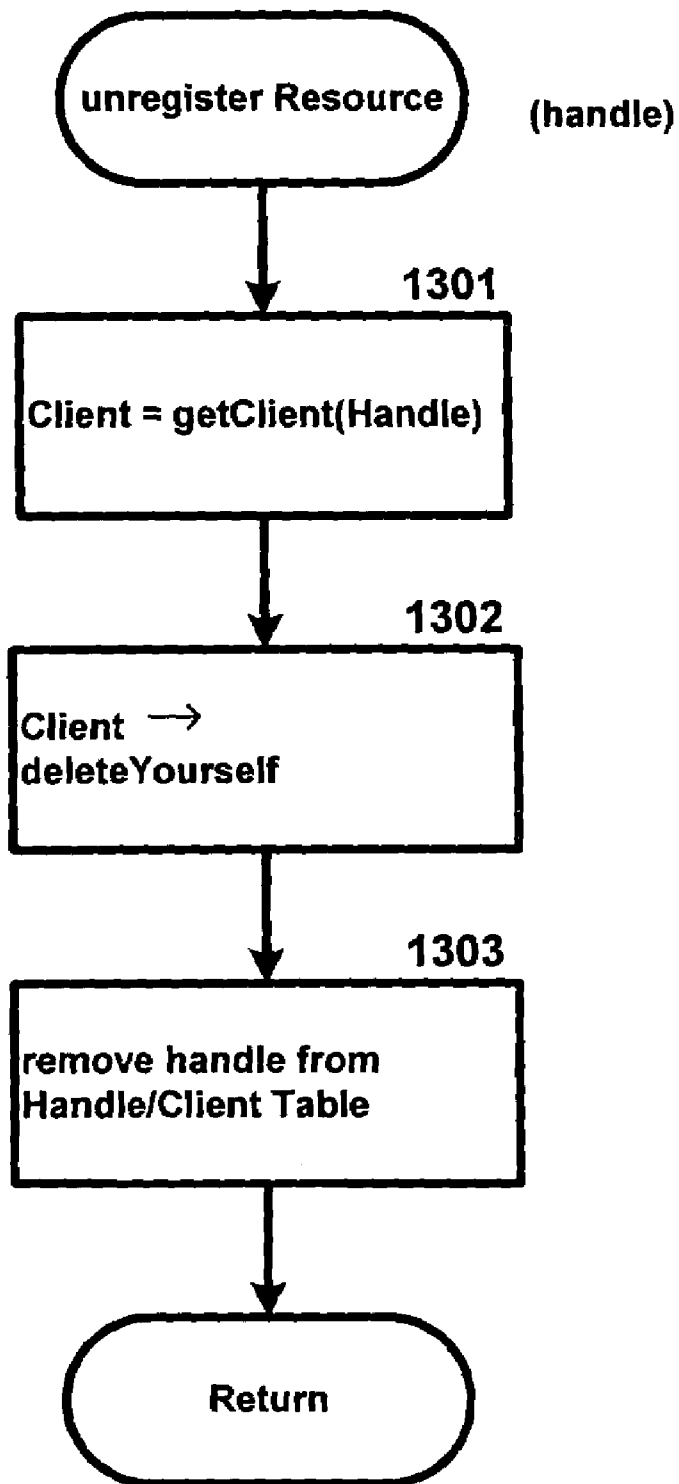 unregister Resource
(handle)
1301
Client = getClient(Handle)
1302
Client →
deleteYourself
1303
remove handle from
Handle/Client Table
Return